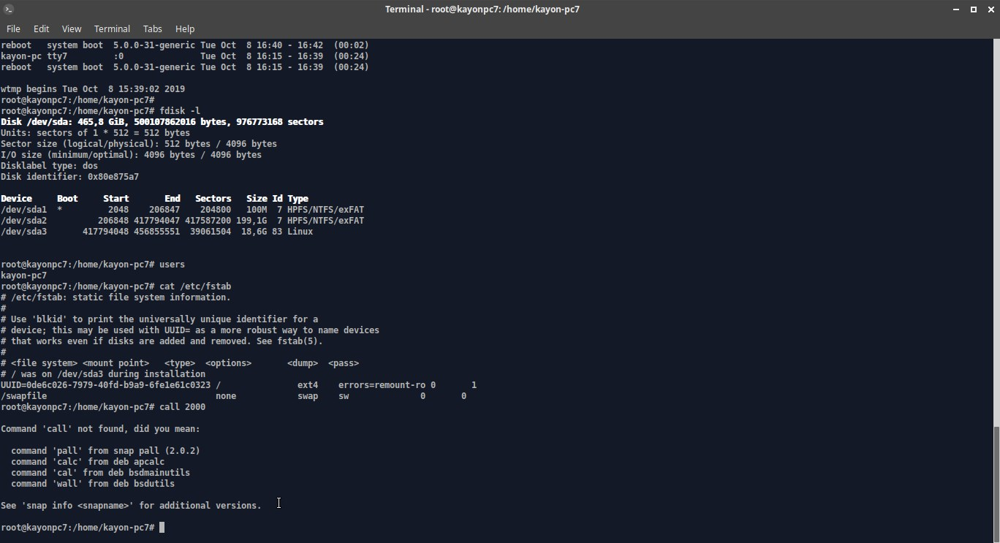 Terminal - root@kayonpc7: /home/kayon-pc7
File Edit View Terminal Tabs Help
reboot   system boot  5.0.0-31-generic Tue Oct  8 16:40 - 16:42  (00:02)
kayon-pc tty7         :0               Tue Oct  8 16:15 - 16:39  (00:24)
reboot   system boot  5.0.0-31-generic Tue Oct  8 16:15 - 16:39  (00:24)
wtmp begins Tue Oct  8 15:39:02 2019
root@kayonpc7:/home/kayon-pc7#
root@kayonpc7:/home/kayon-pc7# fdisk -l
Disk /dev/sda: 465,8 GiB, 500107862016 bytes, 976773168 sectors
Units: sectors of 1 * 512 = 512 bytes
Sector size (logical/physical): 512 bytes / 4096 bytes
I/O size (minimum/optimal): 4096 bytes / 4096 bytes
Disklabel type: dos
Disk identifier: 0x80e875a7
Device     Boot     Start       End   Sectors   Size Id Type
/dev/sda1  *         2048    206847    204800   100M  7 HPFS/NTFS/exFAT
/dev/sda2          206848 417794047 417587200 199,1G  7 HPFS/NTFS/exFAT
/dev/sda3       417794048 456855551  39061504  18,6G 83 Linux
root@kayonpc7:/home/kayon-pc7# users
kayon-pc7
root@kayonpc7:/home/kayon-pc7# cat /etc/fstab
# /etc/fstab: static file system information.
#
# Use 'blkid' to print the universally unique identifier for a
# device; this may be used with UUID= as a more robust way to name devices
# that works even if disks are added and removed. See fstab(5).
#
# <file system> <mount point>   <type>  <options>       <dump>  <pass>
# / was on /dev/sda3 during installation
UUID=0de6c026-7979-40fd-b9a9-6fe1e61c0323 /               ext4    errors=remount-ro 0       1
/swapfile                                 none            swap    sw              0       0
root@kayonpc7:/home/kayon-pc7# call 2000
Command 'call' not found, did you mean:
  command 'pall' from snap pall (2.0.2)
  command 'calc' from deb apcalc
  command 'cal' from deb bsdmainutils
  command 'wall' from deb bsdutils
See 'snap info <snapname>' for additional versions.
root@kayonpc7:/home/kayon-pc7#